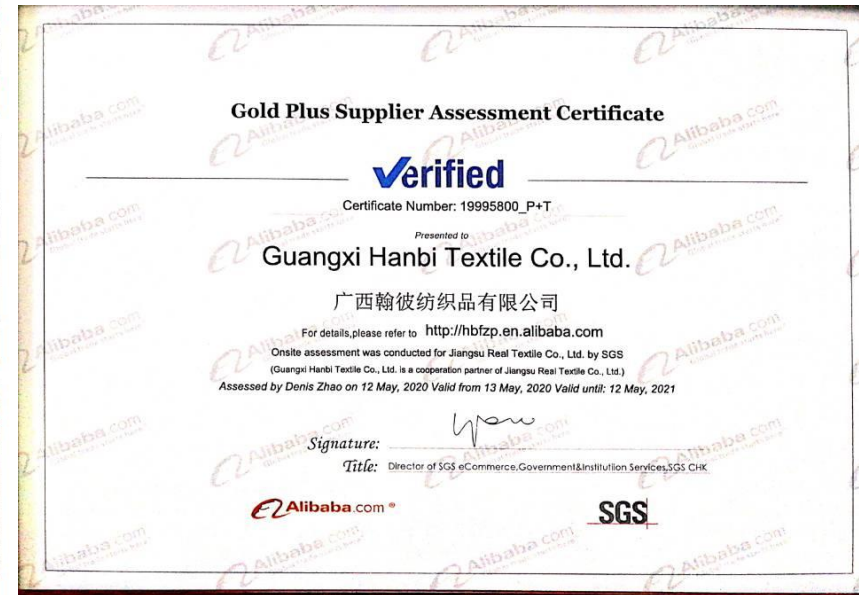 Gold Plus Supplier Assessment Certificate
Verified
Certificate Number: 19995800_P+T
Presented to
Guangxi Hanbi Textile Co., Ltd.
广西翰彼纺织品有限公司
For details,please refer to http://hbfzp.en.alibaba.com
Onsite assessment was conducted for Jiangsu Real Textile Co., Ltd. by SGS
(Guangxi Hanbi Textile Co., Ltd. is a cooperation partner of Jiangsu Real Textile Co., Ltd.)
Assessed by Denis Zhao on 12 May, 2020 Valid from 13 May, 2020 Valid until: 12 May, 2021
Signature:
Title: Director of SGS eCommerce,Government&Institutiion Services,SGS CHK
Alibaba.com ®
SGS